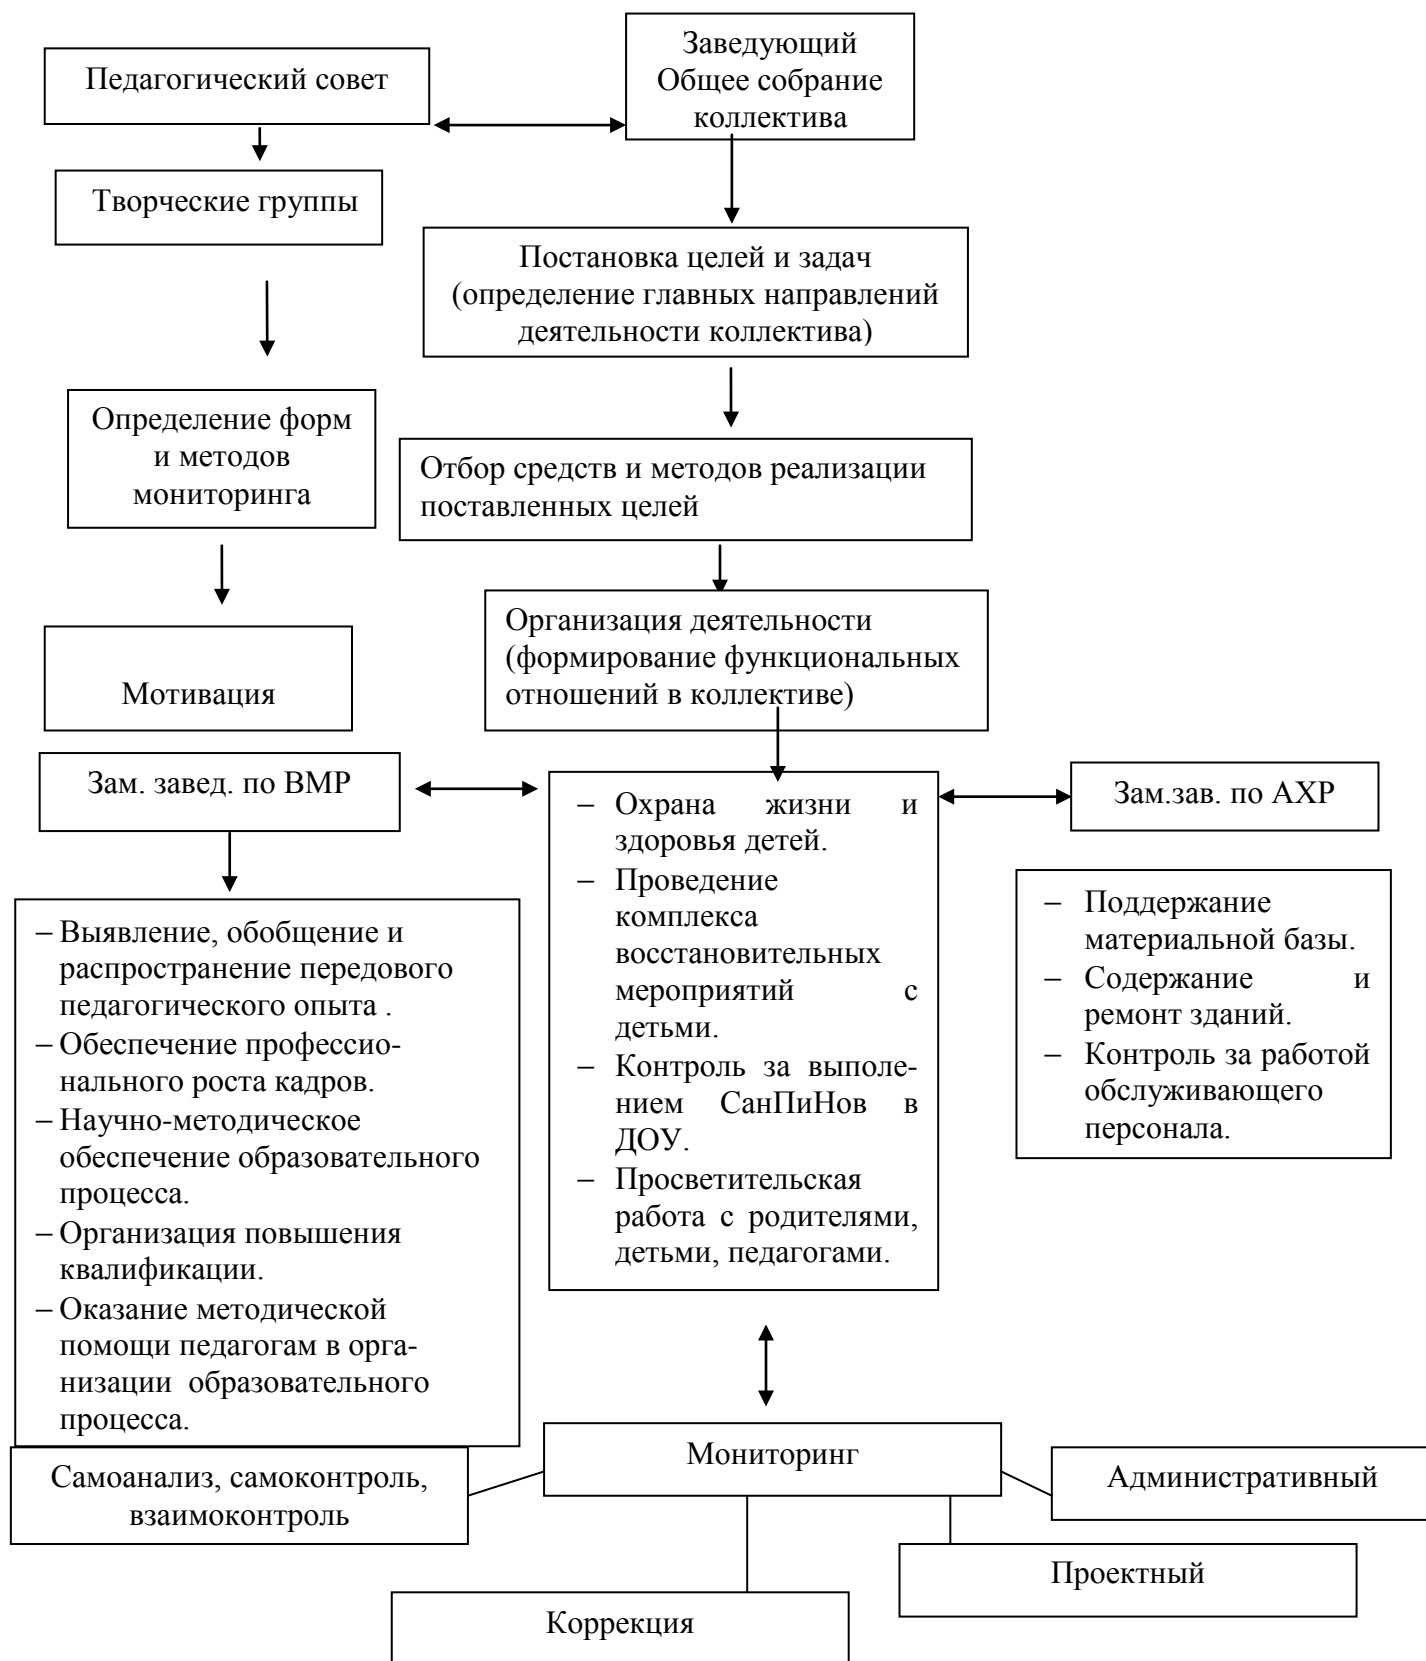 Педагогический совет
Заведующий
Общее собрание
коллектива
Творческие группы
Постановка целей и задач
(определение главных направлений
деятельности коллектива)
Определение форм
и методов
мониторинга
Отбор средств и методов реализации
поставленных целей
Организация деятельности
(формирование функциональных
отношений в коллективе)
Мотивация
Зам. завед. по ВМР
– Охрана жизни и
здоровья детей.
– Проведение
комплекса
восстановительных
мероприятий с
детьми.
– Контроль за выполе-
нием СанПиНов в
ДОУ.
– Просветительская
работа с родителями,
детьми, педагогами.
Зам.зав. по АХР
– Поддержание
материальной базы.
– Содержание и
ремонт зданий.
– Контроль за работой
обслуживающего
персонала.
– Выявление, обобщение и
распространение передового
педагогического опыта .
– Обеспечение профессио-
нального роста кадров.
– Научно-методическое
обеспечение образовательного
процесса.
– Организация повышения
квалификации.
– Оказание методической
помощи педагогам в орга-
низации образовательного
процесса.
Мониторинг
Самоанализ, самоконтроль,
взаимоконтроль
Административный
Проектный
Коррекция